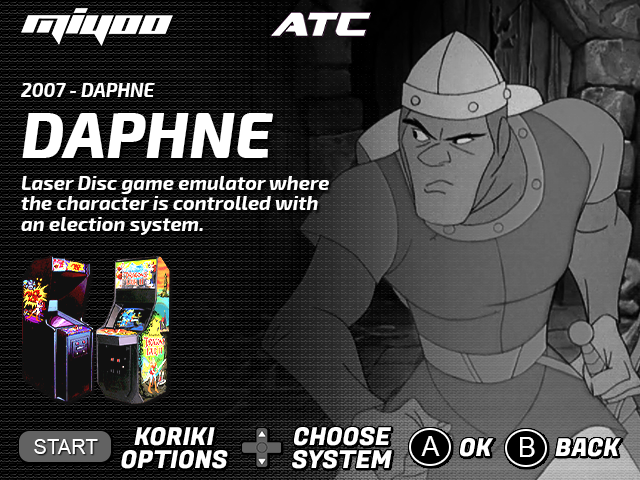 miyoo
ATC
2007 - DAPHNE
DAPHNE
Laser Disc game emulator where
the character is controlled with
an election system.
START
KORIKI
OPTIONS
CHOOSE
SYSTEM
A
OK
B
BACK